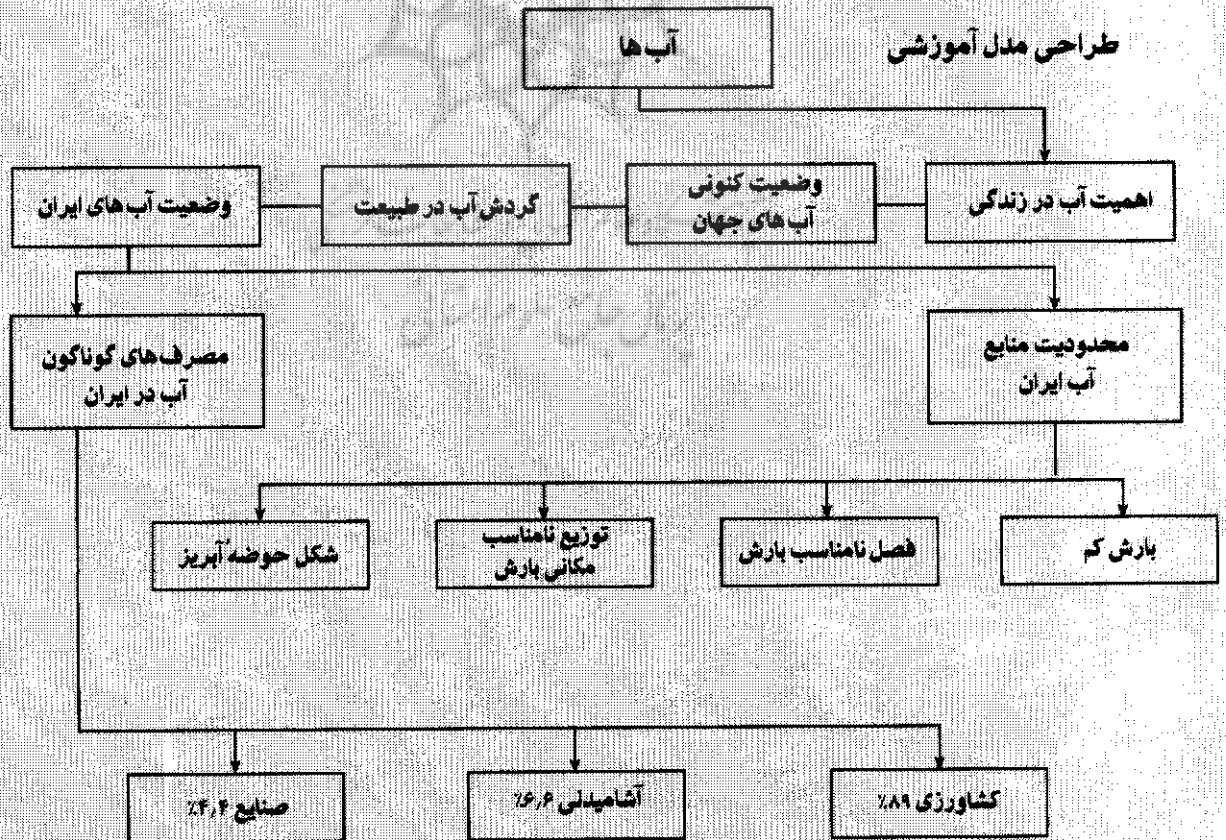 طراحی مدل آموزشی
آب‌ها
اهمیت آب در زندگی
وضعیت کنونی
آب‌های جهان
گردش آب در طبیعت
وضعیت آب‌های ایران
محدودیت منابع
آب ایران
مصرف‌های گوناگون
آب در ایران
بارش کم
فصل نامناسب بارش
توزیع نامناسب
مکانی بارش
شکل حوضهٔ آبریز
کشاورزی ۸۹٪
آشامیدنی ۶٫۶٪
صنایع ۴٫۴٪